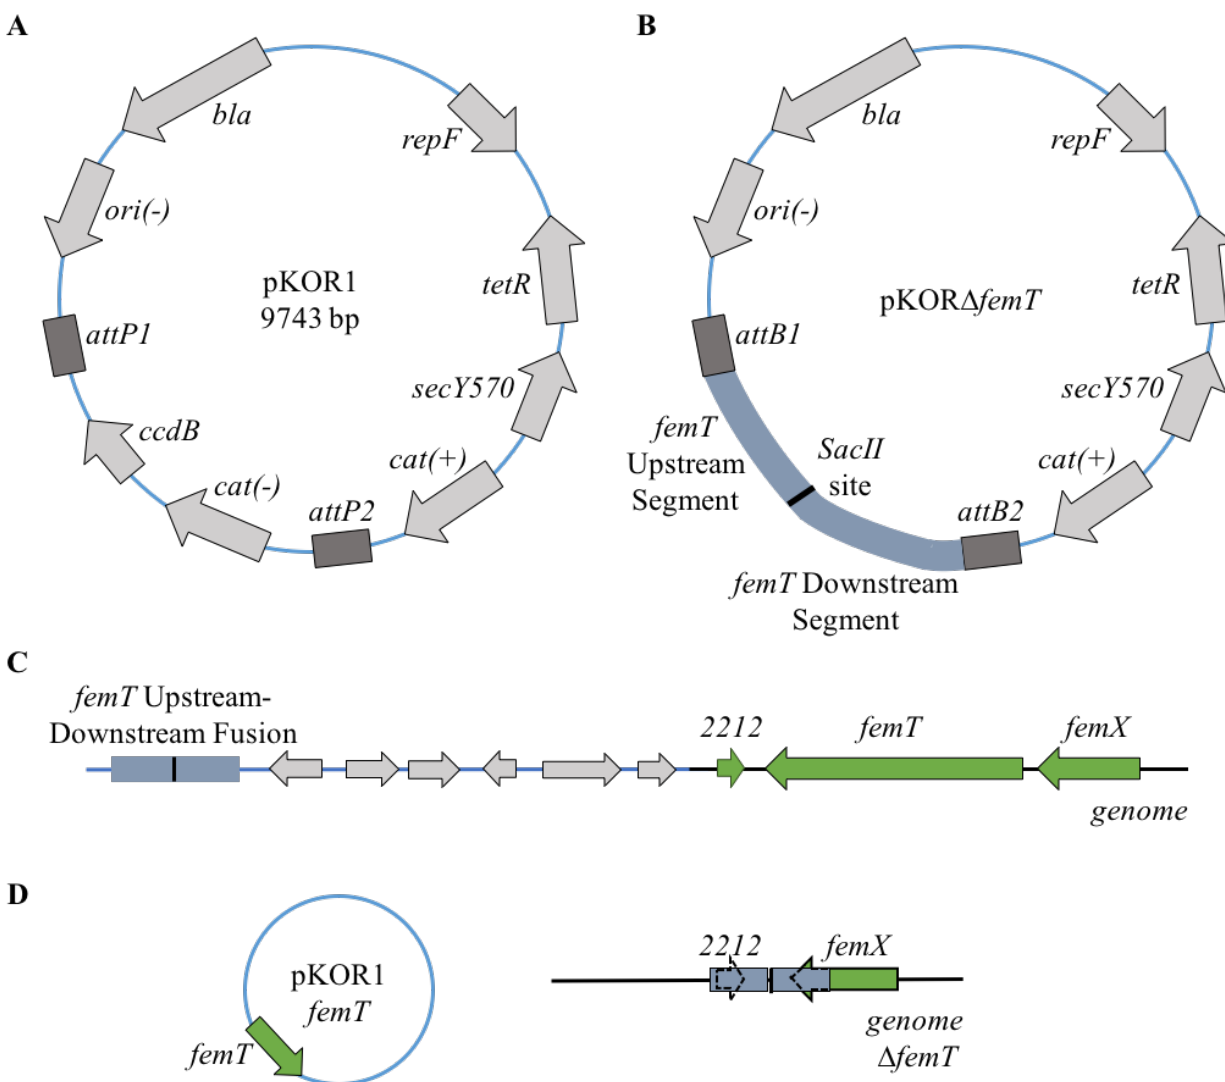 A
bla
repF
ori(-)
tetR
pKOR1
9743 bp
attP1
secY570
ccdB
cat(+)
cat(-)
attP2
B
bla
repF
ori(-)
tetR
pKORΔfemT
attB1
secY570
femT
Upstream
Segment
SacII
site
cat(+)
attB2
femT Downstream
Segment
C
femT Upstream-
Downstream Fusion
2212
femT
femX
genome
D
pKOR1
femT
femT
2212
femX
genome
ΔfemT